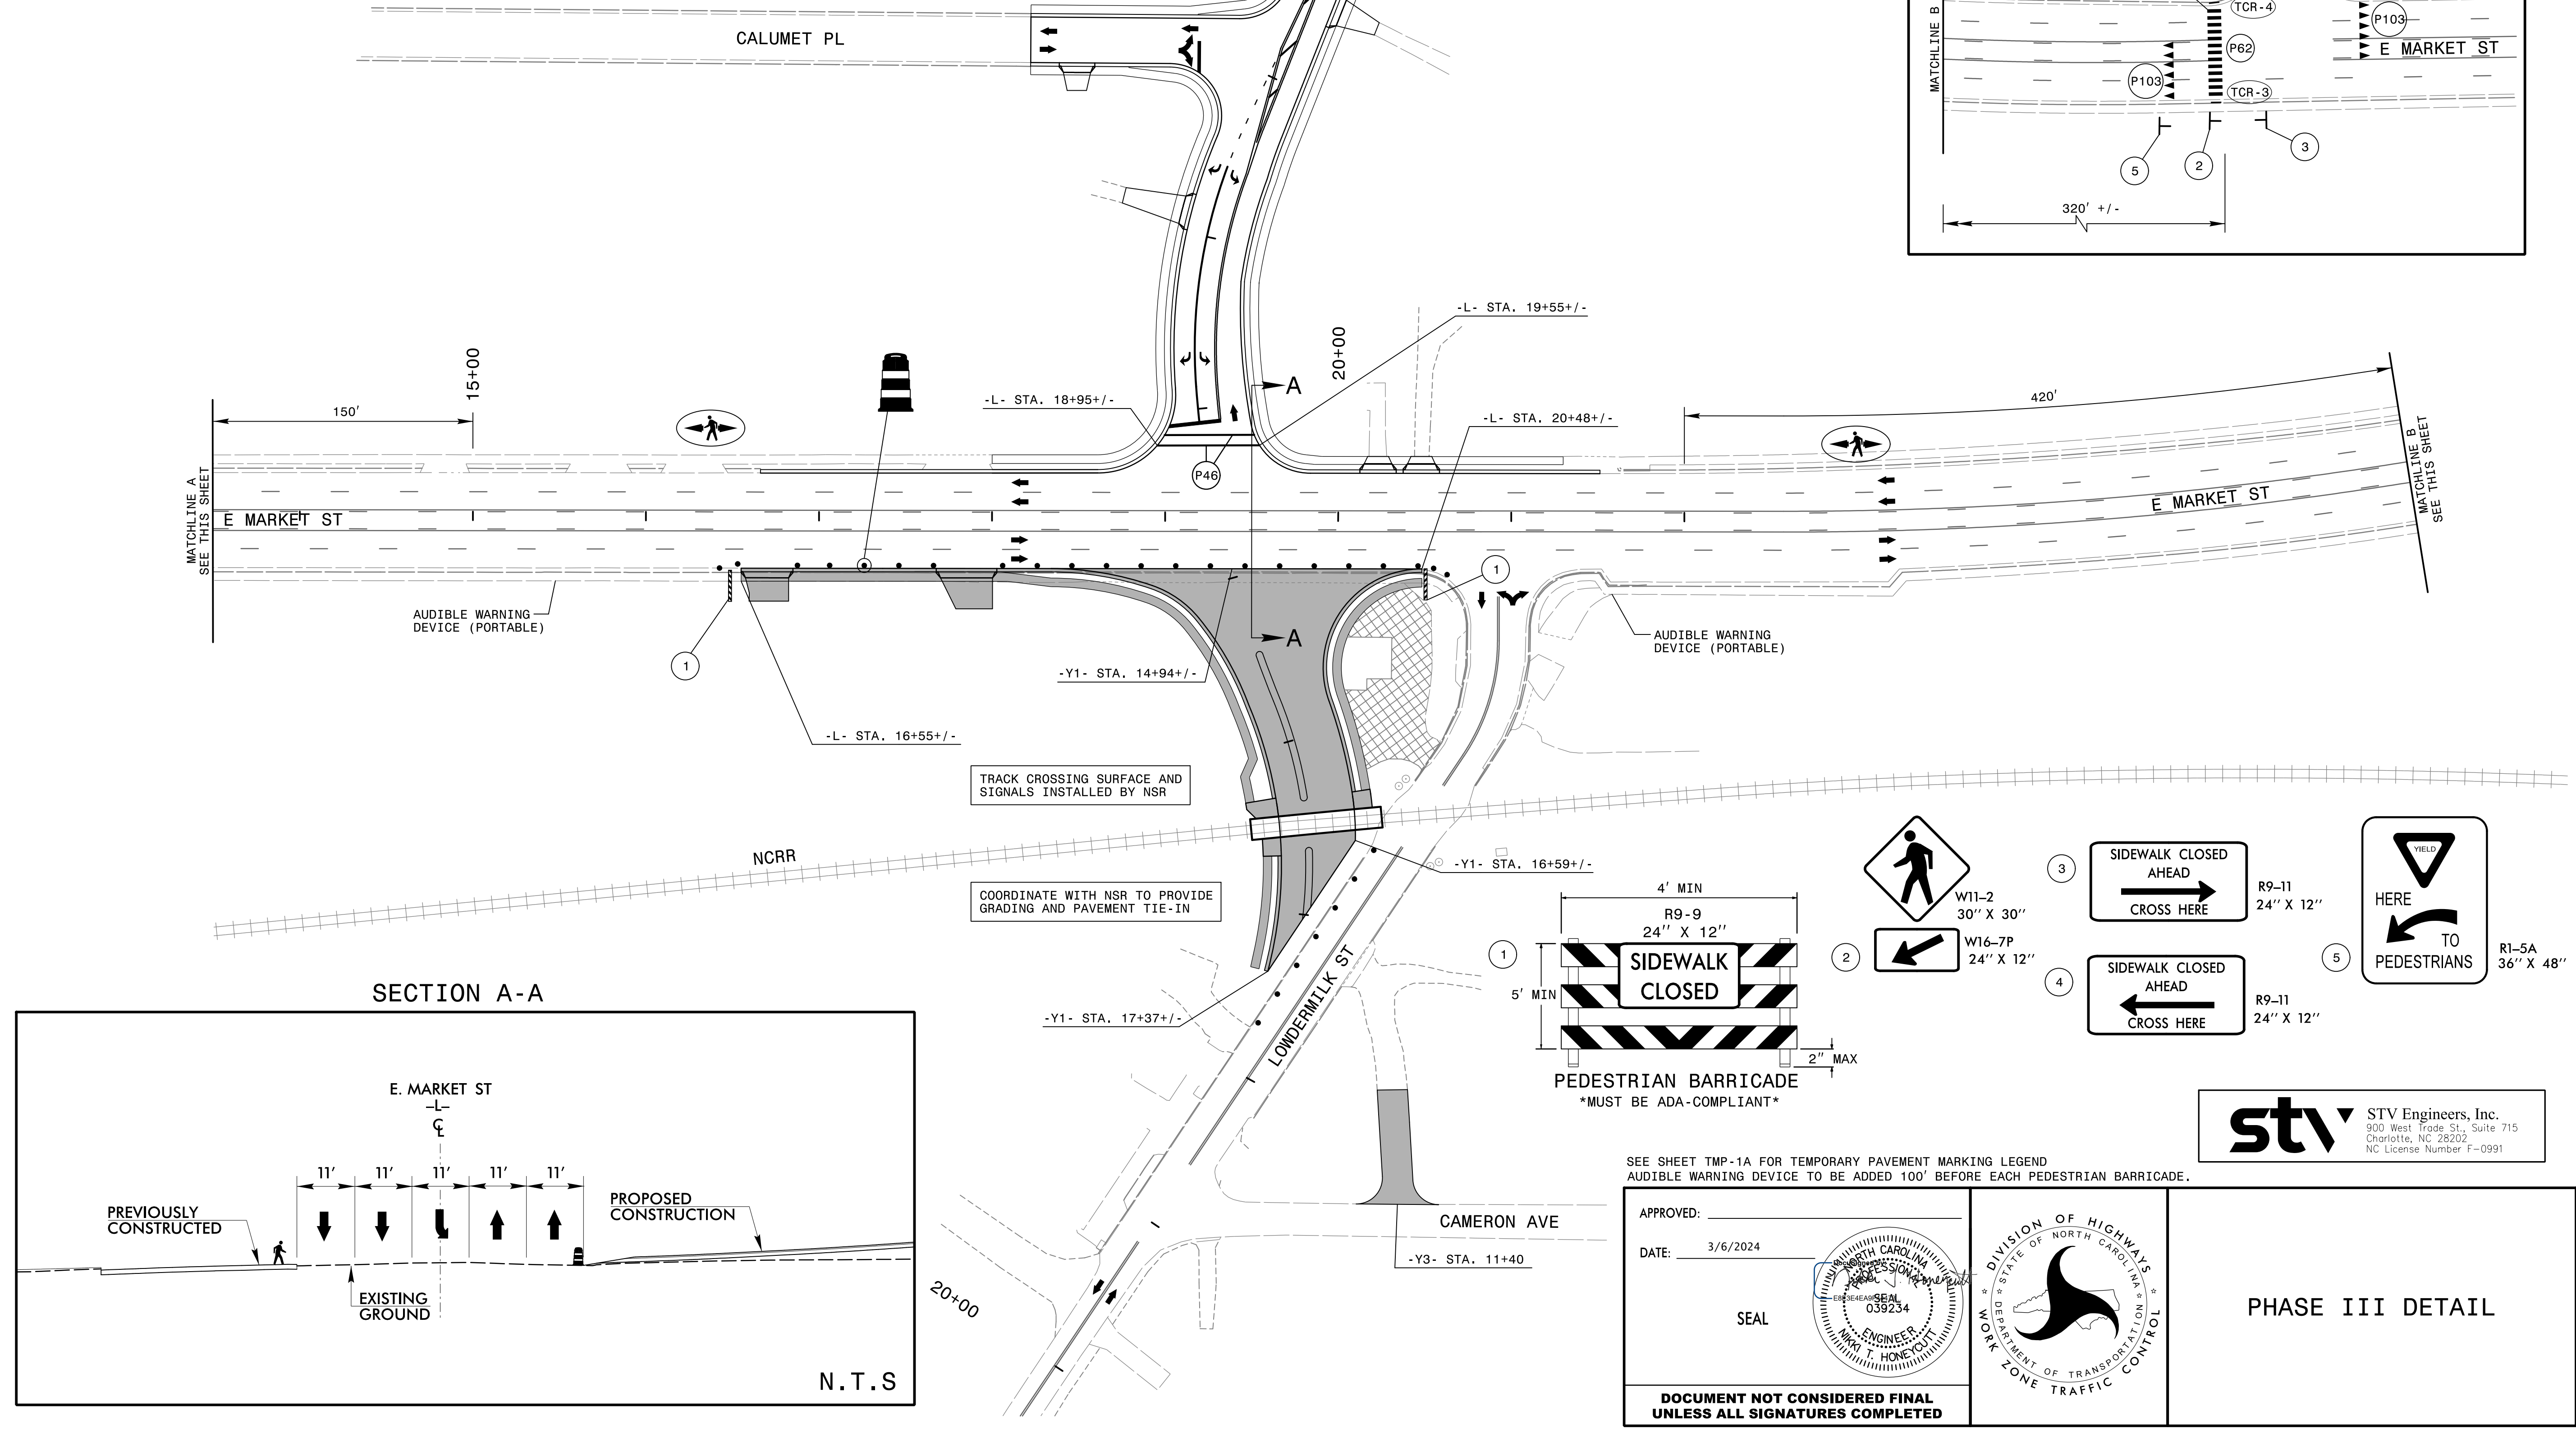 CALUMET PL
MATCHLINE B
TCR-4
P103
P62
E MARKET ST
P103
TCR-3
5
2
3
320' +/-
-L- STA. 19+55+/-
15+00
20+00
150'
-L- STA. 18+95+/-
A
-L- STA. 20+48+/-
420'
MATCHLINE A
SEE THIS SHEET
P46
E MARKET ST
E MARKET ST
MATCHLINE B
SEE THIS SHEET
1
AUDIBLE WARNING
DEVICE (PORTABLE)
1
A
AUDIBLE WARNING
DEVICE (PORTABLE)
-Y1- STA. 14+94+/-
-L- STA. 16+55+/-
TRACK CROSSING SURFACE AND
SIGNALS INSTALLED BY NSR
NCRR
-Y1- STA. 16+59+/-
COORDINATE WITH NSR TO PROVIDE
GRADING AND PAVEMENT TIE-IN
-Y1- STA. 17+37+/-
LOWDERMILK ST
4' MIN
R9-9
24'' X 12''
1
SIDEWALK
CLOSED
5' MIN
2'' MAX
PEDESTRIAN BARRICADE
*MUST BE ADA-COMPLIANT*
W11–2
30'' X 30''
2
W16–7P
24'' X 12''
3
SIDEWALK CLOSED
AHEAD
CROSS HERE
R9–11
24'' X 12''
4
SIDEWALK CLOSED
AHEAD
CROSS HERE
R9–11
24'' X 12''
5
YIELD
HERE
TO
PEDESTRIANS
R1–5A
36'' X 48''
SECTION A-A
E. MARKET ST
–L–
CL
11' 11' 11' 11' 11'
PREVIOUSLY
CONSTRUCTED
PROPOSED
CONSTRUCTION
EXISTING
GROUND
N.T.S
CAMERON AVE
-Y3- STA. 11+40
20+00
stv
STV Engineers, Inc.
900 West Trade St., Suite 715
Charlotte, NC 28202
NC License Number F-0991
SEE SHEET TMP-1A FOR TEMPORARY PAVEMENT MARKING LEGEND
AUDIBLE WARNING DEVICE TO BE ADDED 100' BEFORE EACH PEDESTRIAN BARRICADE.
APPROVED:
DATE: 3/6/2024
SEAL
NORTH CAROLINA
PROFESSIONAL
SEAL
039234
ENGINEER
NIKKI T. HONEYCUTT
DOCUMENT NOT CONSIDERED FINAL
UNLESS ALL SIGNATURES COMPLETED
DIVISION OF HIGHWAYS
STATE OF NORTH CAROLINA
DEPARTMENT OF TRANSPORTATION
WORK ZONE TRAFFIC CONTROL
PHASE III DETAIL